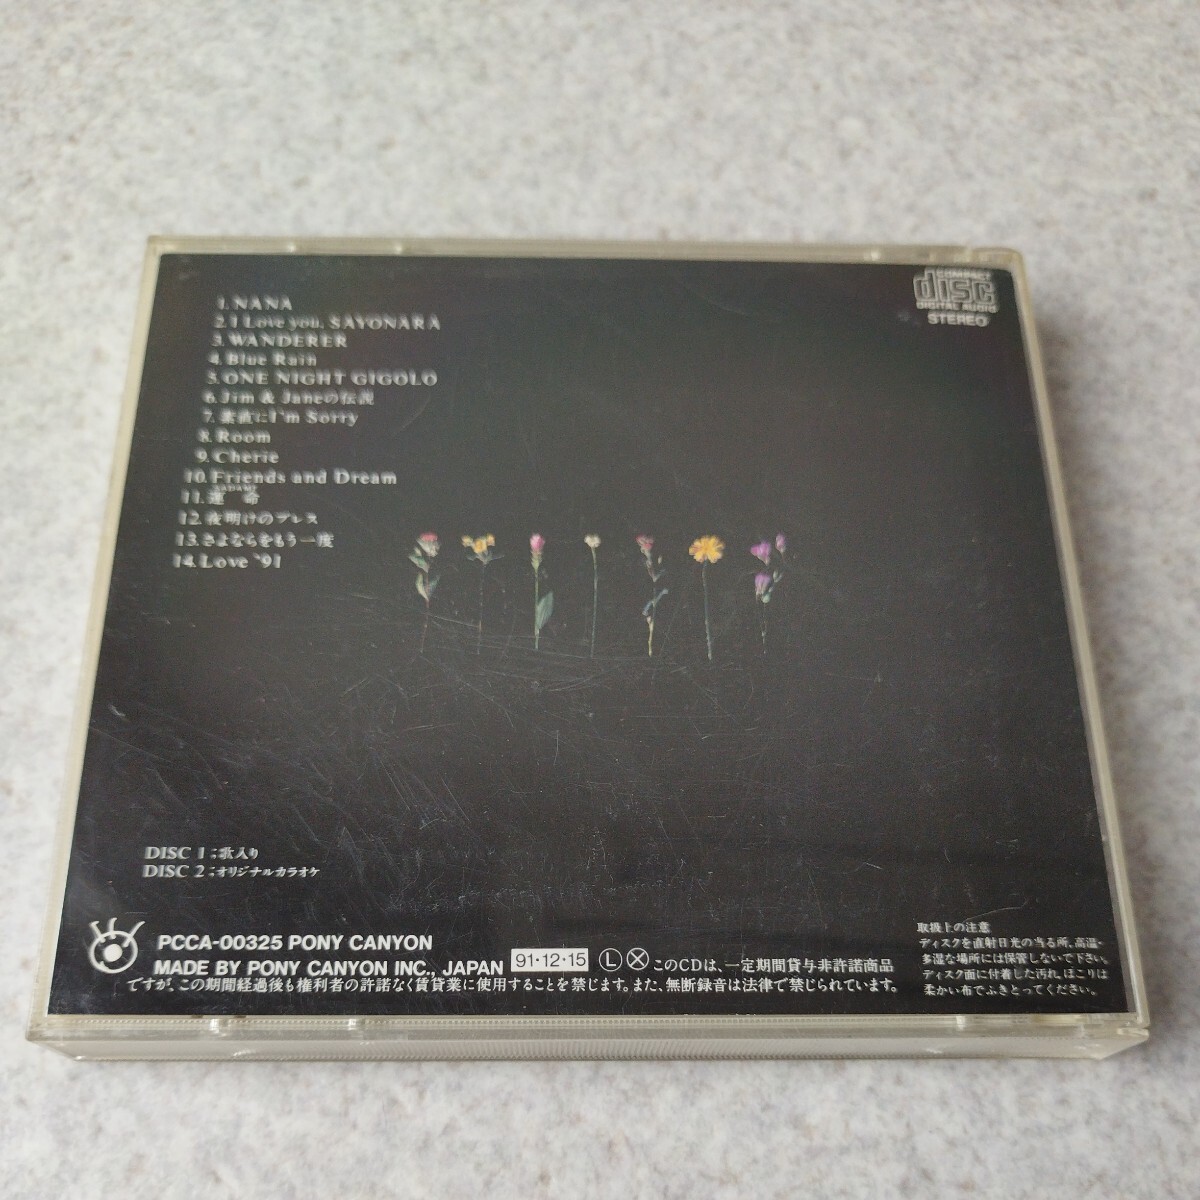 COMPACT
disc
DIGITAL AUDIO
STEREO
1. NANA
2. I Love you, SAYONARA
3. WANDERER
4. Blue Rain
5. ONE NIGHT GIGOLO
6. Jim & Janeの伝説
7. 素直にI'm Sorry
8. Room
9. Cherie
10. Friends and Dream
SADAME
11. 運命
12. 夜明けのブレス
13. さよならをもう一度
14. Love '91
DISC 1：歌入り
DISC 2：オリジナルカラオケ
PCCA-00325 PONY CANYON
MADE BY PONY CANYON INC., JAPAN 91·12·15 Ⓛ Ⓧ このCDは、一定期間貸与非許諾商品
ですが、この期間経過後も権利者の許諾なく賃貸業に使用することを禁じます。また、無断録音は法律で禁じられています。
取扱上の注意
ディスクを直射日光の当る所、高温・
多湿な場所には保管しないで下さい。
ディスク面に付着した汚れ、ほこりは
柔かい布でふきとってください。